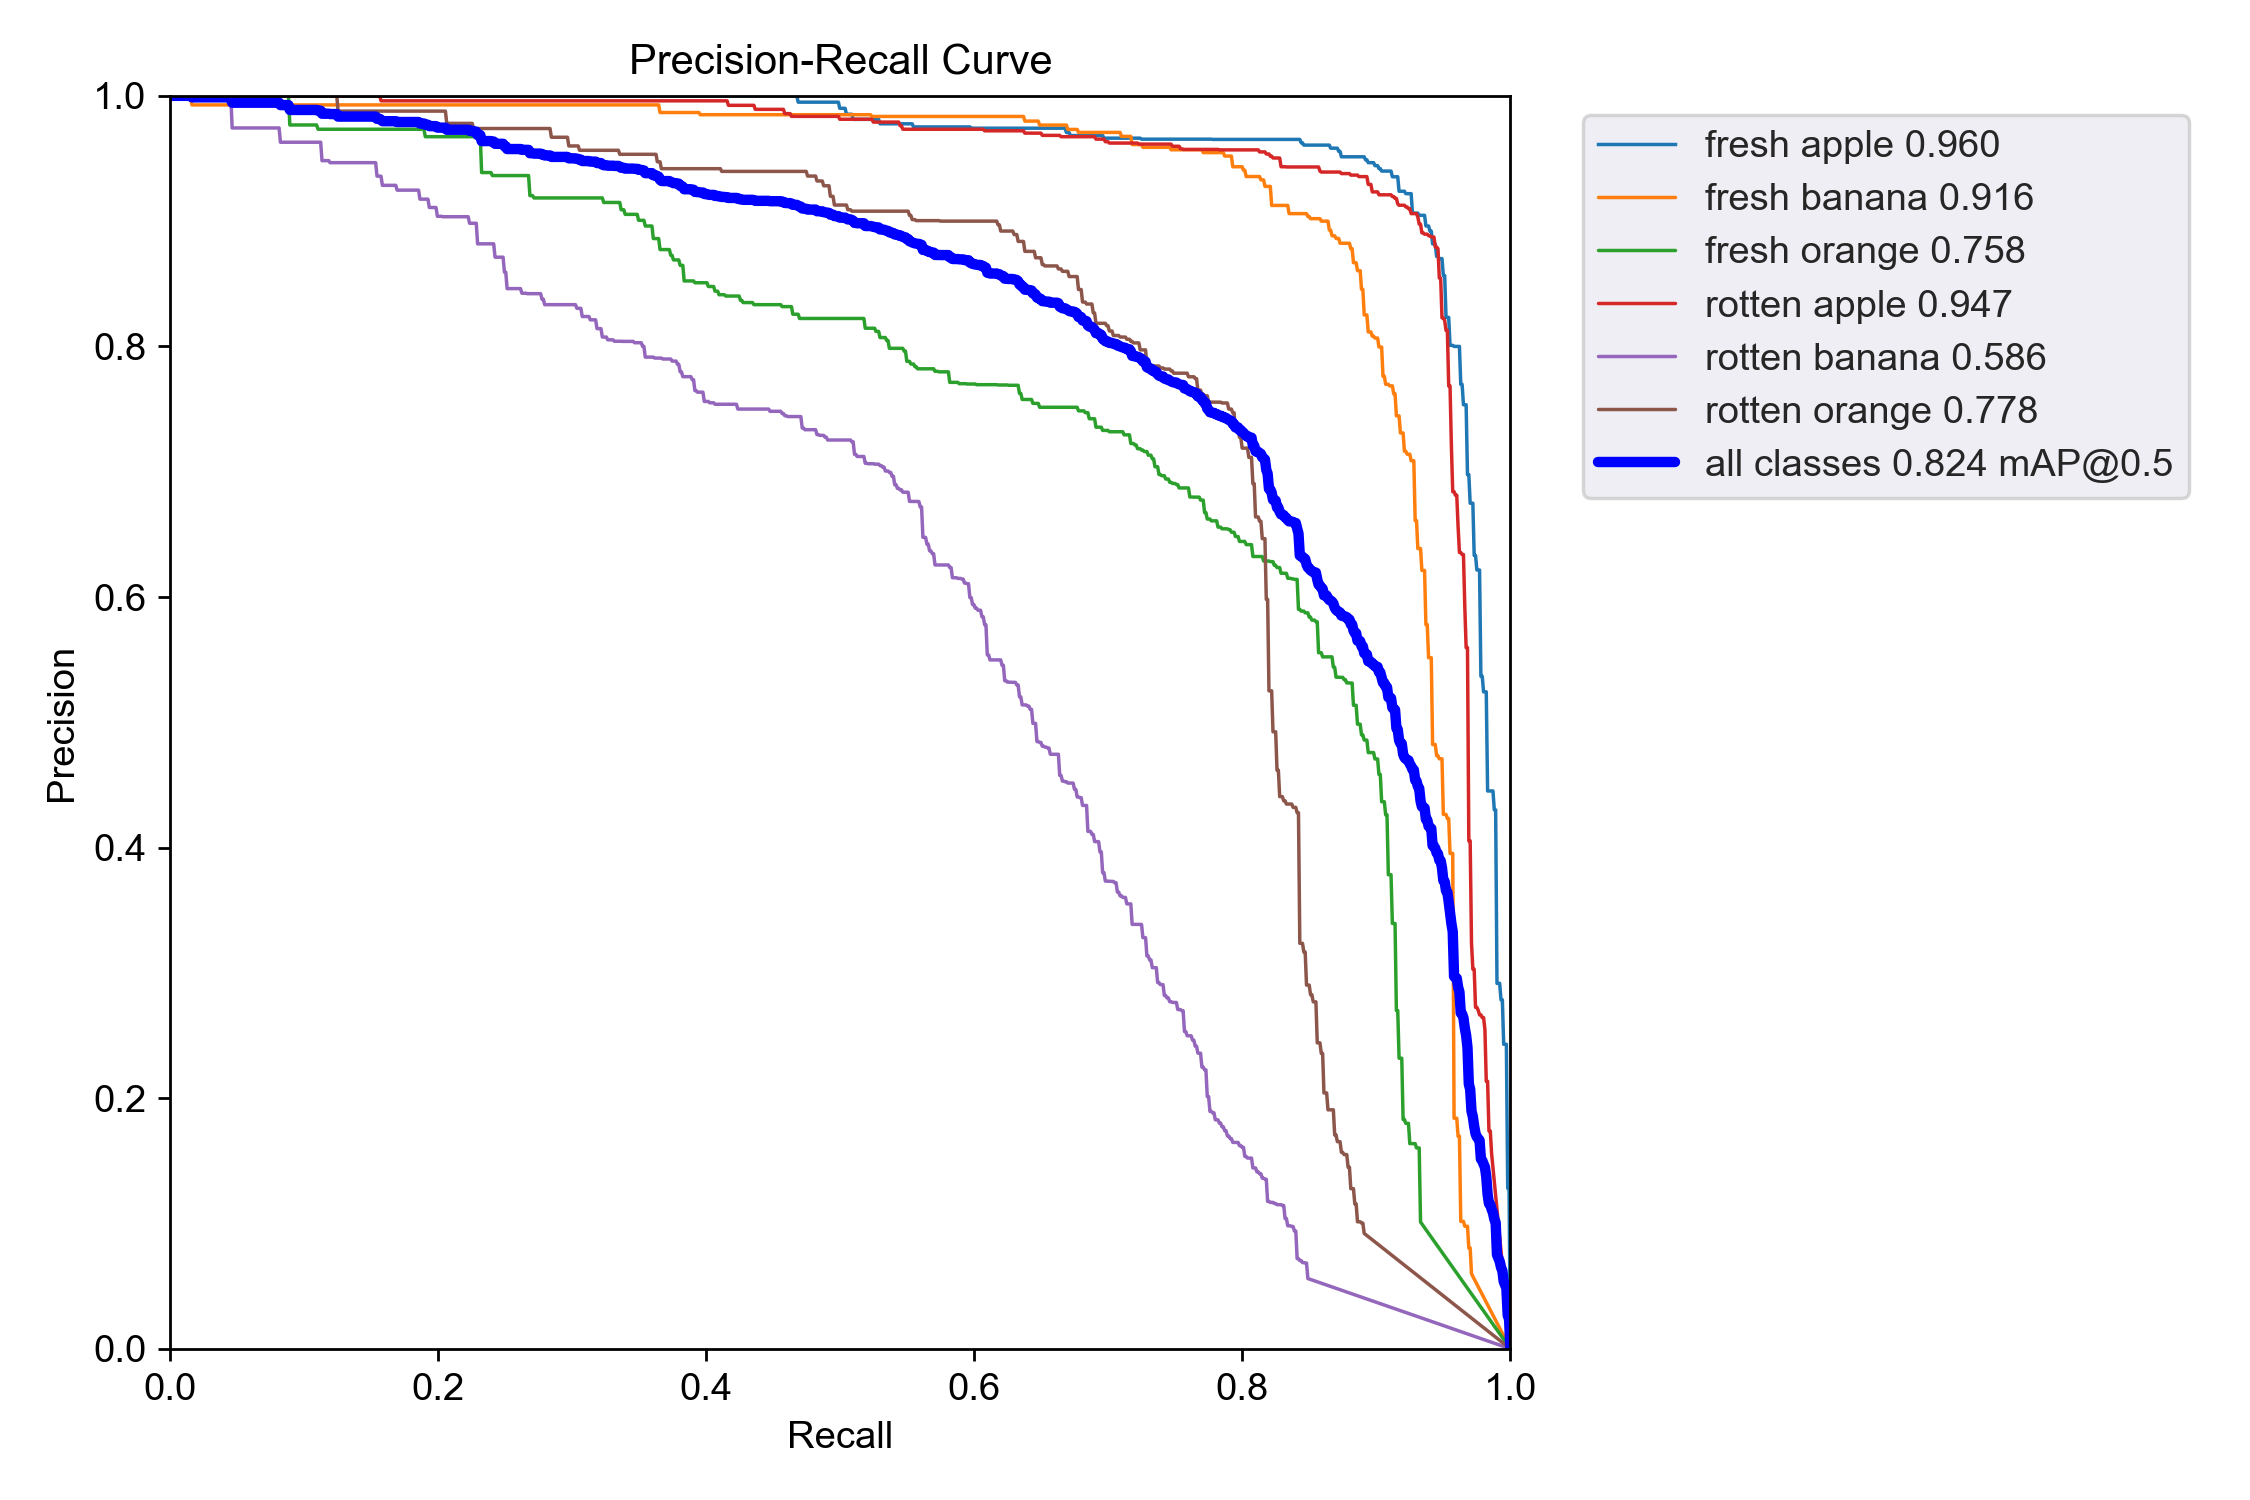 Precision-Recall Curve
1.0
0.8
0.6
0.4
0.2
0.0
Precision
0.0 0.2 0.4 0.6 0.8 1.0
Recall
fresh apple 0.960
fresh banana 0.916
fresh orange 0.758
rotten apple 0.947
rotten banana 0.586
rotten orange 0.778
all classes 0.824 mAP@0.5